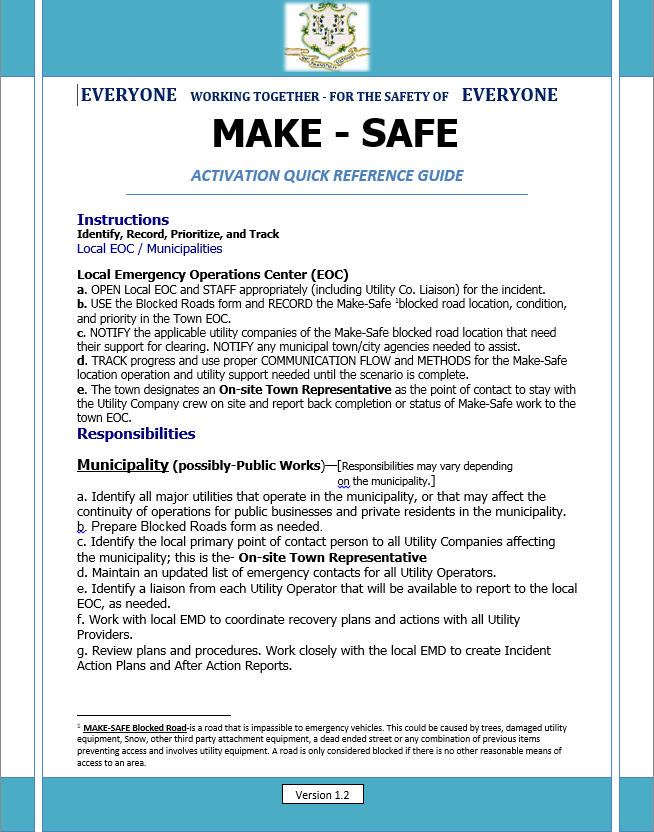 EVERYONE WORKING TOGETHER - FOR THE SAFETY OF EVERYONE
MAKE - SAFE
ACTIVATION QUICK REFERENCE GUIDE
Instructions
Identify, Record, Prioritize, and Track
Local EOC / Municipalities
Local Emergency Operations Center (EOC)
a. OPEN Local EOC and STAFF appropriately (including Utility Co. Liaison) for the incident.
b. USE the Blocked Roads form and RECORD the Make-Safe ¹blocked road location, condition,
and priority in the Town EOC.
c. NOTIFY the applicable utility companies of the Make-Safe blocked road location that need
their support for clearing. NOTIFY any municipal town/city agencies needed to assist.
d. TRACK progress and use proper COMMUNICATION FLOW and METHODS for the Make-Safe
location operation and utility support needed until the scenario is complete.
e. The town designates an On-site Town Representative as the point of contact to stay with
the Utility Company crew on site and report back completion or status of Make-Safe work to the
town EOC.
Responsibilities
Municipality (possibly-Public Works)—[Responsibilities may vary depending
on the municipality.]
a. Identify all major utilities that operate in the municipality, or that may affect the
continuity of operations for public businesses and private residents in the municipality.
b. Prepare Blocked Roads form as needed.
c. Identify the local primary point of contact person to all Utility Companies affecting
the municipality; this is the- On-site Town Representative
d. Maintain an updated list of emergency contacts for all Utility Operators.
e. Identify a liaison from each Utility Operator that will be available to report to the local
EOC, as needed.
f. Work with local EMD to coordinate recovery plans and actions with all Utility
Providers.
g. Review plans and procedures. Work closely with the local EMD to create Incident
Action Plans and After Action Reports.
¹ MAKE-SAFE Blocked Road-is a road that is impassible to emergency vehicles. This could be caused by trees, damaged utility
equipment, Snow, other third party attachment equipment, a dead ended street or any combination of previous items
preventing access and involves utility equipment. A road is only considered blocked if there is no other reasonable means of
access to an area.
Version 1.2